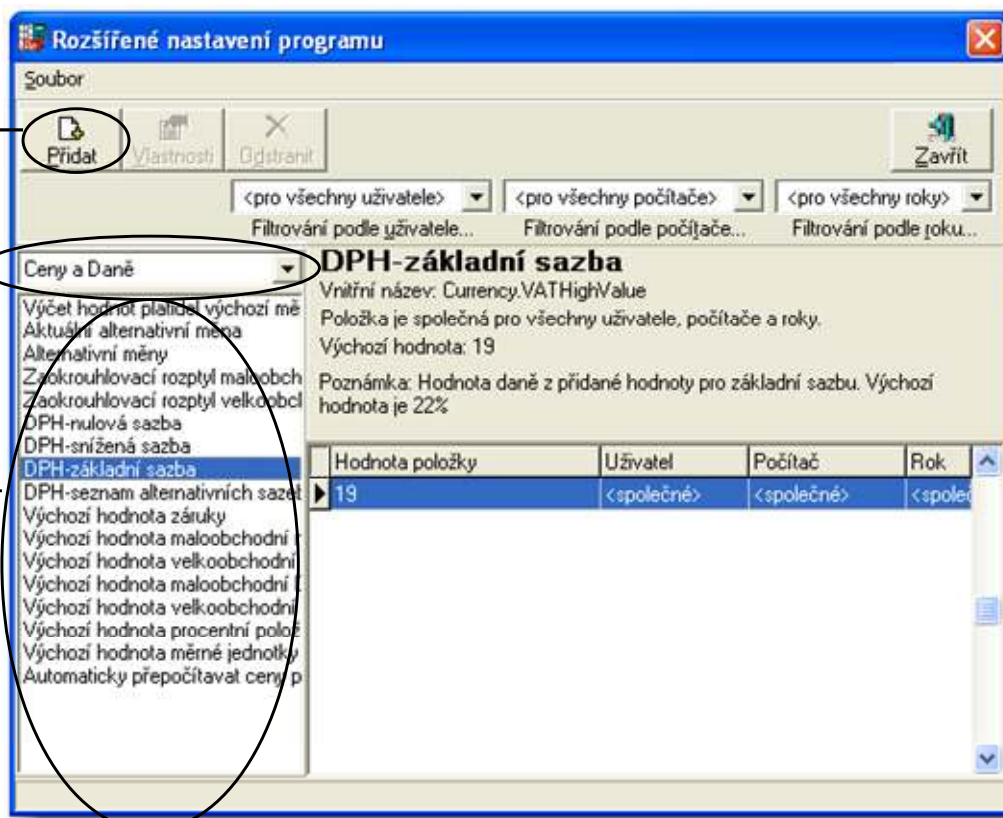 Rozšířené nastavení programu
Soubor
Přidat
Vlastnosti
Odstranit
Zavřít
<pro všechny uživatele>
<pro všechny počítače>
<pro všechny roky>
Filtrování podle uživatele...
Filtrování podle počítače...
Filtrování podle roku...
Ceny a Daně
Výčet hodnot platidel výchozí mě
Aktuální alternativní měna
Alternativní měny
Zaokrouhlovací rozptyl maloobch
Zaokrouhlovací rozptyl velkoobcl
DPH-nulová sazba
DPH-snížená sazba
DPH-základní sazba
DPH-seznam alternativních sazet
Výchozí hodnota záruky
Výchozí hodnota maloobchodní
Výchozí hodnota velkoobchodní
Výchozí hodnota maloobchodní
Výchozí hodnota velkoobchodní
Výchozí hodnota procentní polož
Výchozí hodnota měrné jednotky
Automaticky přepočítavat ceny p
DPH-základní sazba
Vnitřní název: Currency.VATHighValue
Položka je společná pro všechny uživatele, počítače a roky.
Výchozí hodnota: 19
Poznámka: Hodnota daně z přidané hodnoty pro základní sazbu. Výchozí
hodnota je 22%
Hodnota položky Uživatel Počítač Rok
19 <společné> <společné> <společ